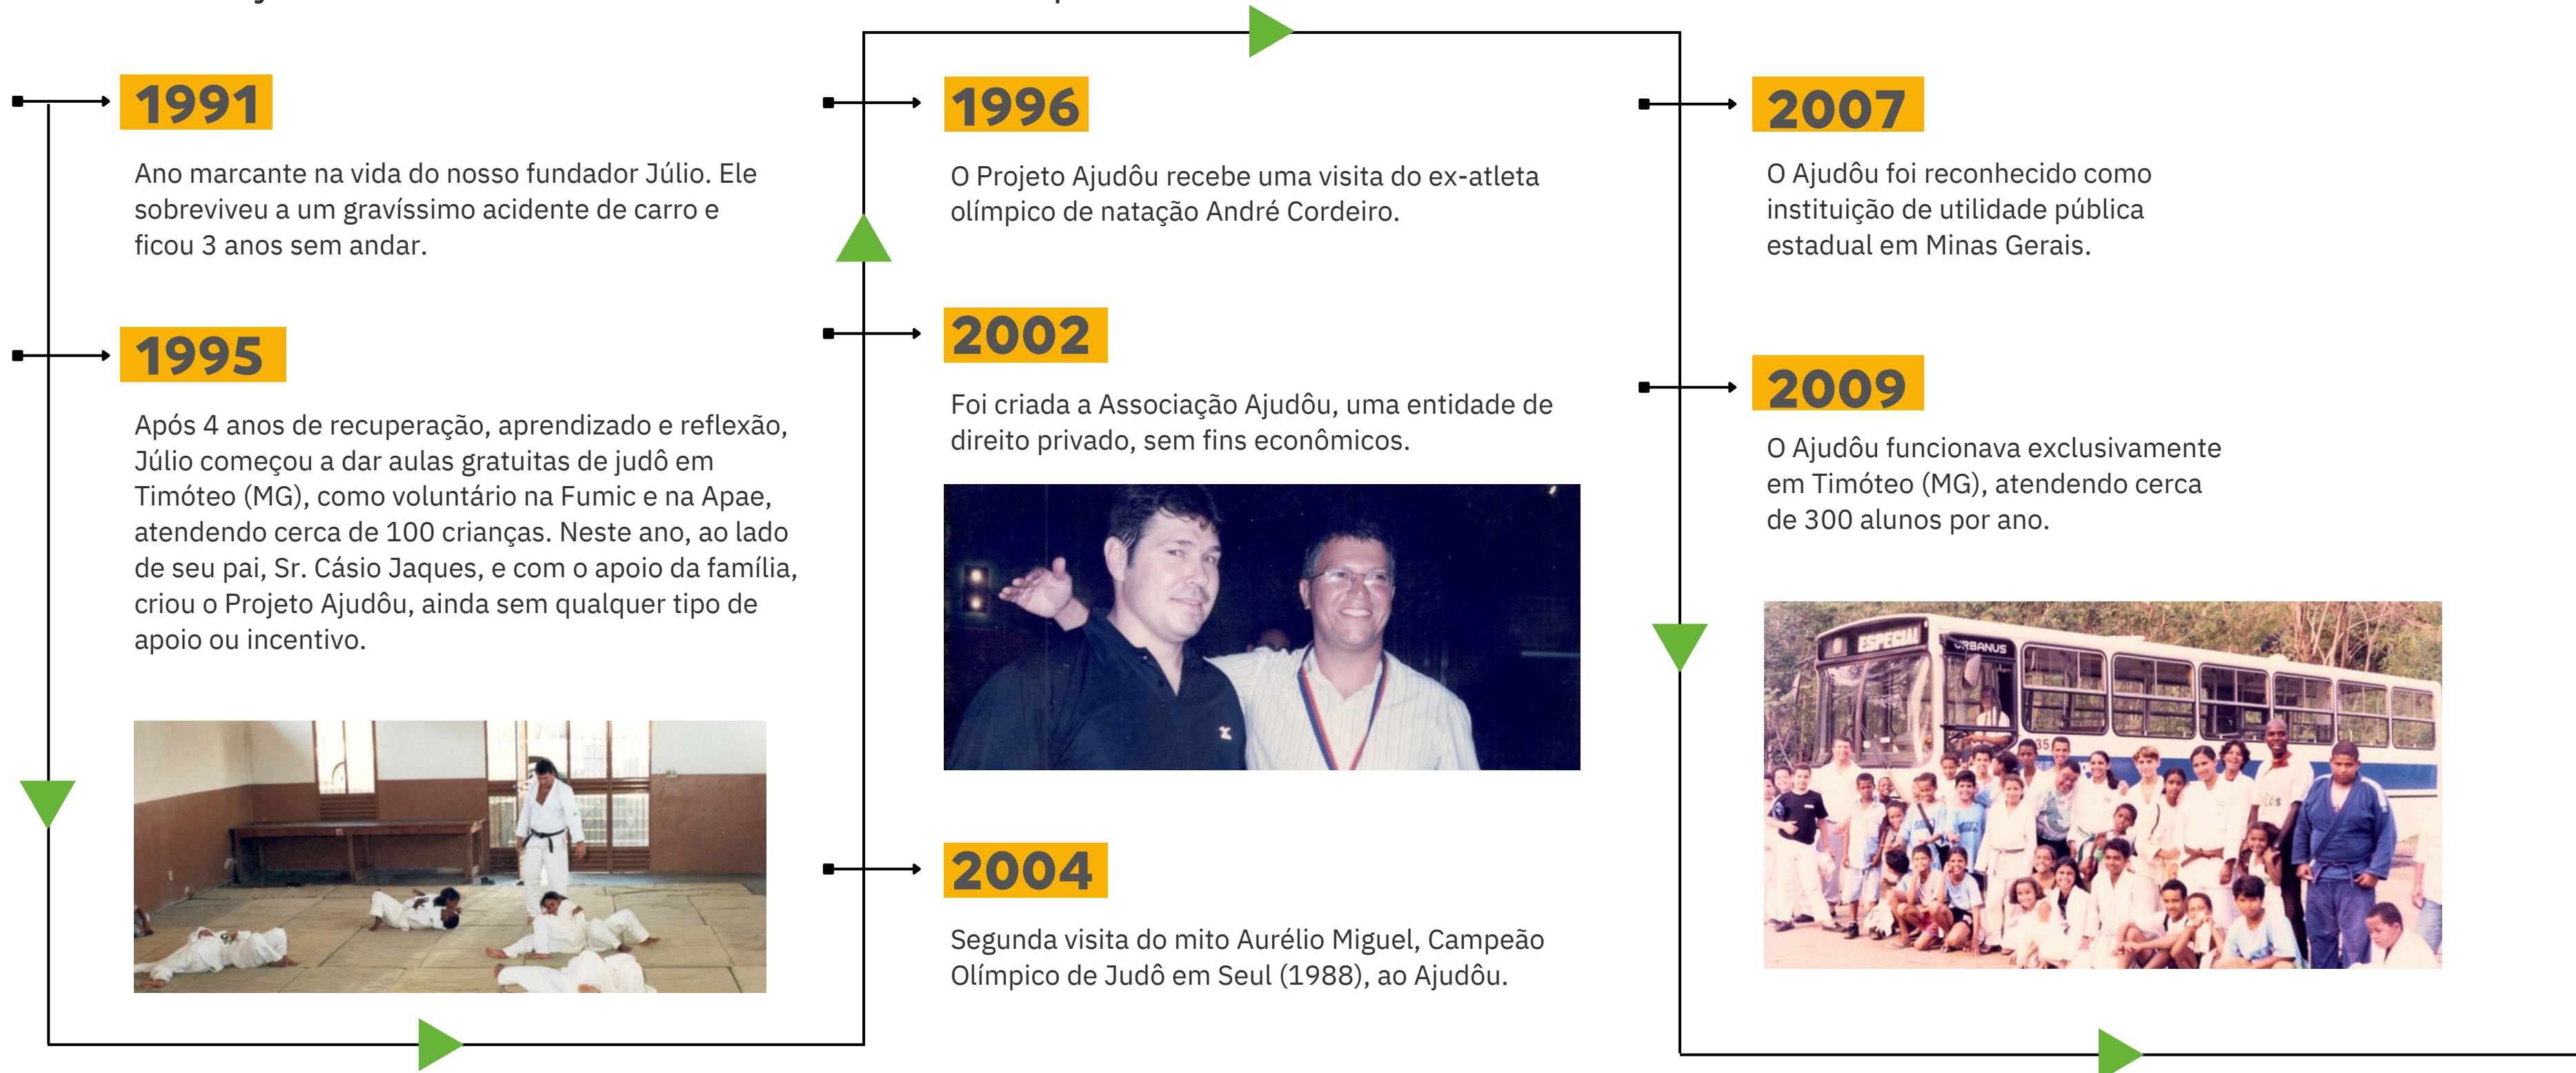 1991
Ano marcante na vida do nosso fundador Júlio. Ele
sobreviveu a um gravíssimo acidente de carro e
ficou 3 anos sem andar.
1995
Após 4 anos de recuperação, aprendizado e reflexão,
Júlio começou a dar aulas gratuitas de judô em
Timóteo (MG), como voluntário na Fumic e na Apae,
atendendo cerca de 100 crianças. Neste ano, ao lado
de seu pai, Sr. Cásio Jaques, e com o apoio da família,
criou o Projeto Ajudôu, ainda sem qualquer tipo de
apoio ou incentivo.
1996
O Projeto Ajudôu recebe uma visita do ex-atleta
olímpico de natação André Cordeiro.
2002
Foi criada a Associação Ajudôu, uma entidade de
direito privado, sem fins econômicos.
2004
Segunda visita do mito Aurélio Miguel, Campeão
Olímpico de Judô em Seul (1988), ao Ajudôu.
2007
O Ajudôu foi reconhecido como
instituição de utilidade pública
estadual em Minas Gerais.
2009
O Ajudôu funcionava exclusivamente
em Timóteo (MG), atendendo cerca
de 300 alunos por ano.
ESPECIAL
URBANUS